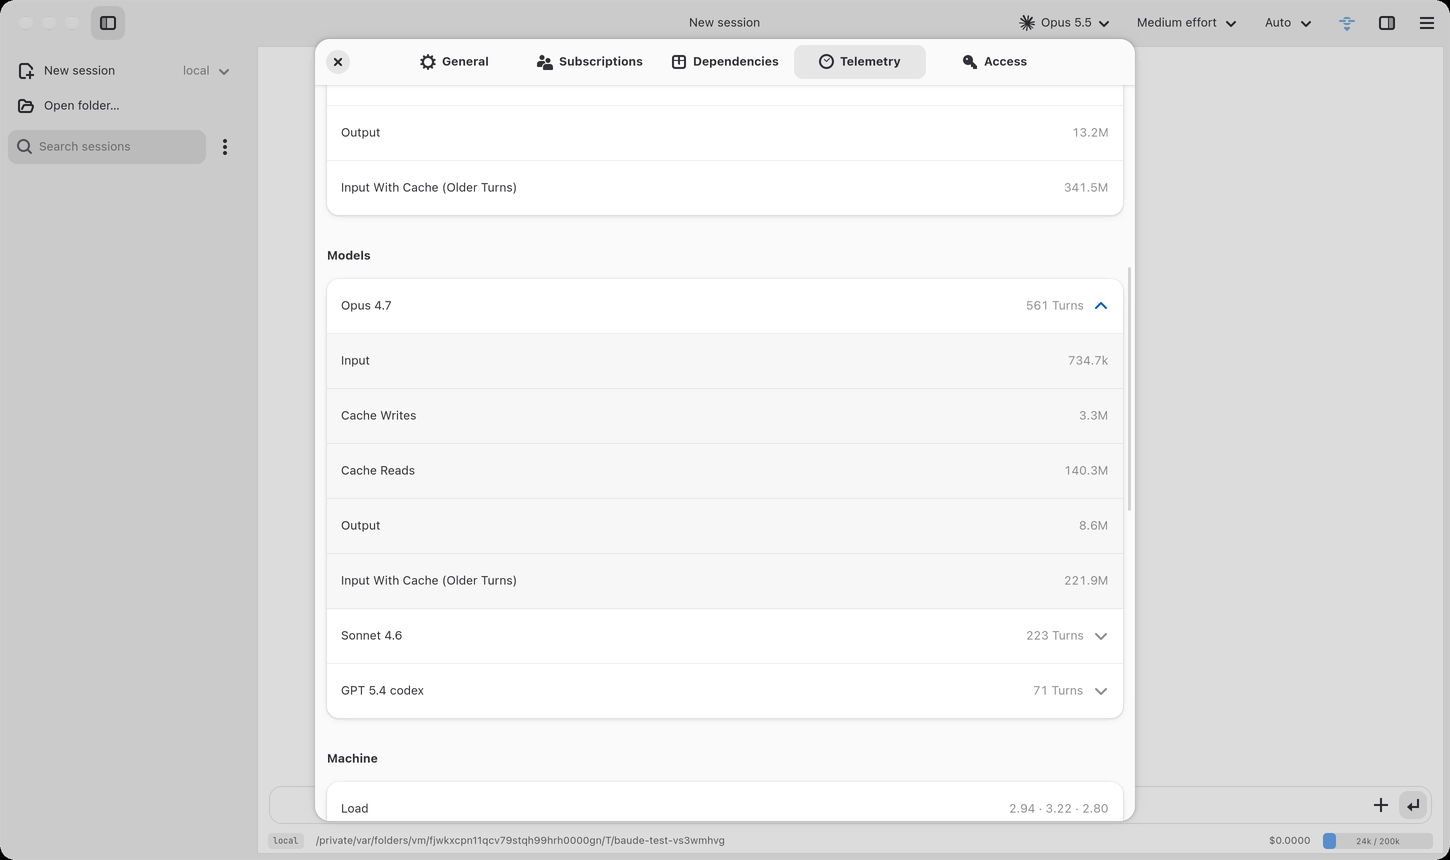 New session
Opus 5.5
Medium effort
Auto
New session
local
Open folder...
Search sessions
General
Subscriptions
Dependencies
Telemetry
Access
Output 13.2M
Input With Cache (Older Turns) 341.5M
Models
Opus 4.7 561 Turns
Input 734.7k
Cache Writes 3.3M
Cache Reads 140.3M
Output 8.6M
Input With Cache (Older Turns) 221.9M
Sonnet 4.6 223 Turns
GPT 5.4 codex 71 Turns
Machine
Load 2.94 · 3.22 · 2.80
local /private/var/folders/vm/fjwkxcpn11qcv79stqh99hrh0000gn/T/baude-test-vs3wmhvg
$0.0000 24k / 200k